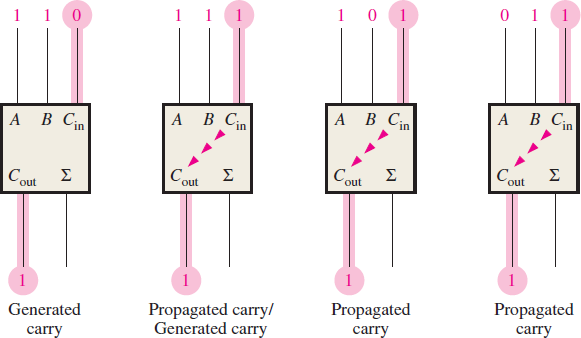 1 1 0 1 1 1 1 0 1 0 1 1
A B Cin A B Cin A B Cin A B Cin
Cout Σ Cout Σ Cout Σ Cout Σ
1 1 1 1
Generated Propagated carry/ Propagated Propagated
carry Generated carry carry carry